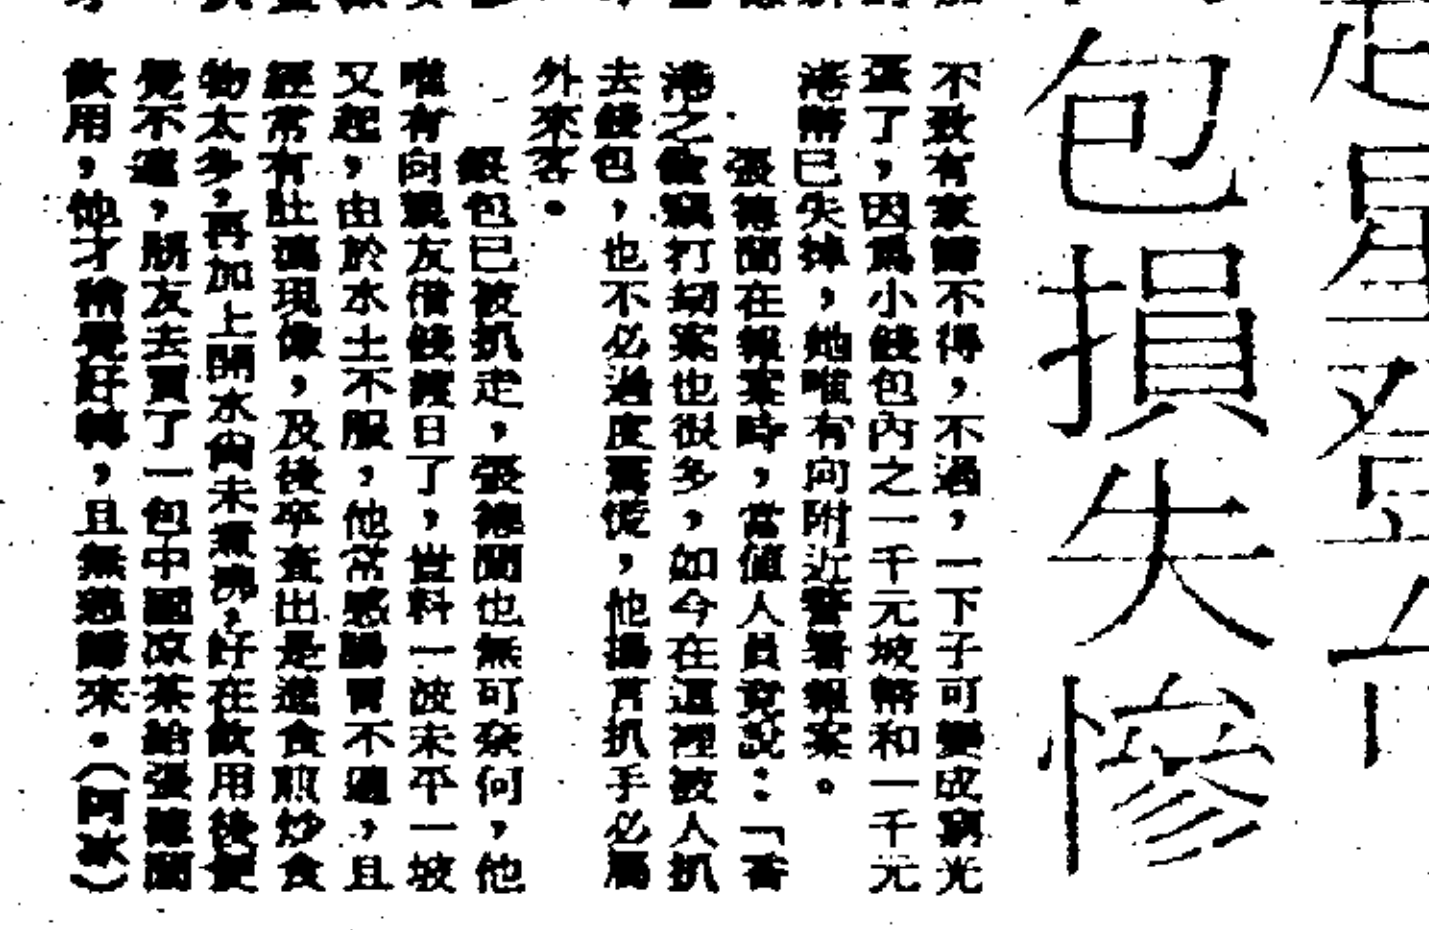 包損失慘
不致有家歸不得，不過，一下子可變成窮光
蛋了，因爲小錢包內之一千元坡幣和一千元
港幣已失掉，她唯有向附近警署報案。
張德蘭在報案時，當値人員竟說：「香
港之偷竊打刼案也很多，如今在這裡被人扒
去錢包，也不必過度驚慌，他揚言扒手必屬
外來客。
銀包已被扒走，張德蘭也無可奈何，他
唯有向親友借錢渡日了，豈料一波未平一波
又起，由於水土不服，他常感腸胃不適，且
經常有肚瀉現像，及後卒查出是進食煎炒食
物太多，再加上開水尚未煮沸，好在飲用後便
覺不適，朋友去買了一包中國凉茶給張德蘭
飲用，他才稍覺好轉，且無恙歸來。（阿冰）